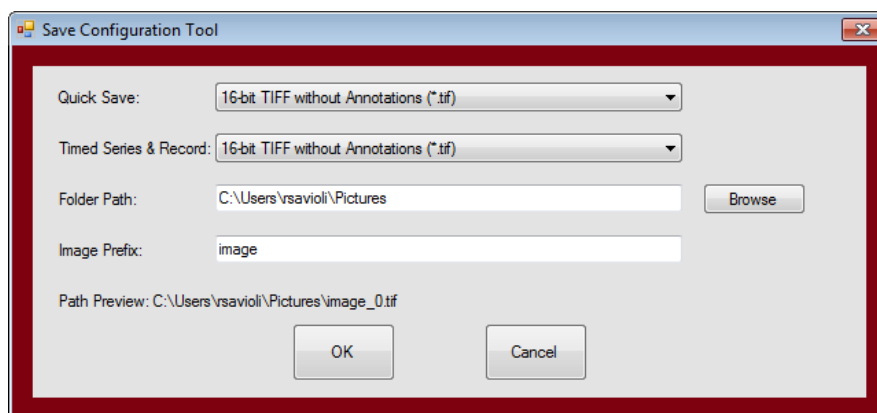 Save Configuration Tool
Quick Save: 16-bit TIFF without Annotations (*.tif)
Timed Series & Record: 16-bit TIFF without Annotations (*.tif)
Folder Path: C:\Users\rsavioli\Pictures Browse
Image Prefix: image
Path Preview: C:\Users\rsavioli\Pictures\image_0.tif
OK Cancel